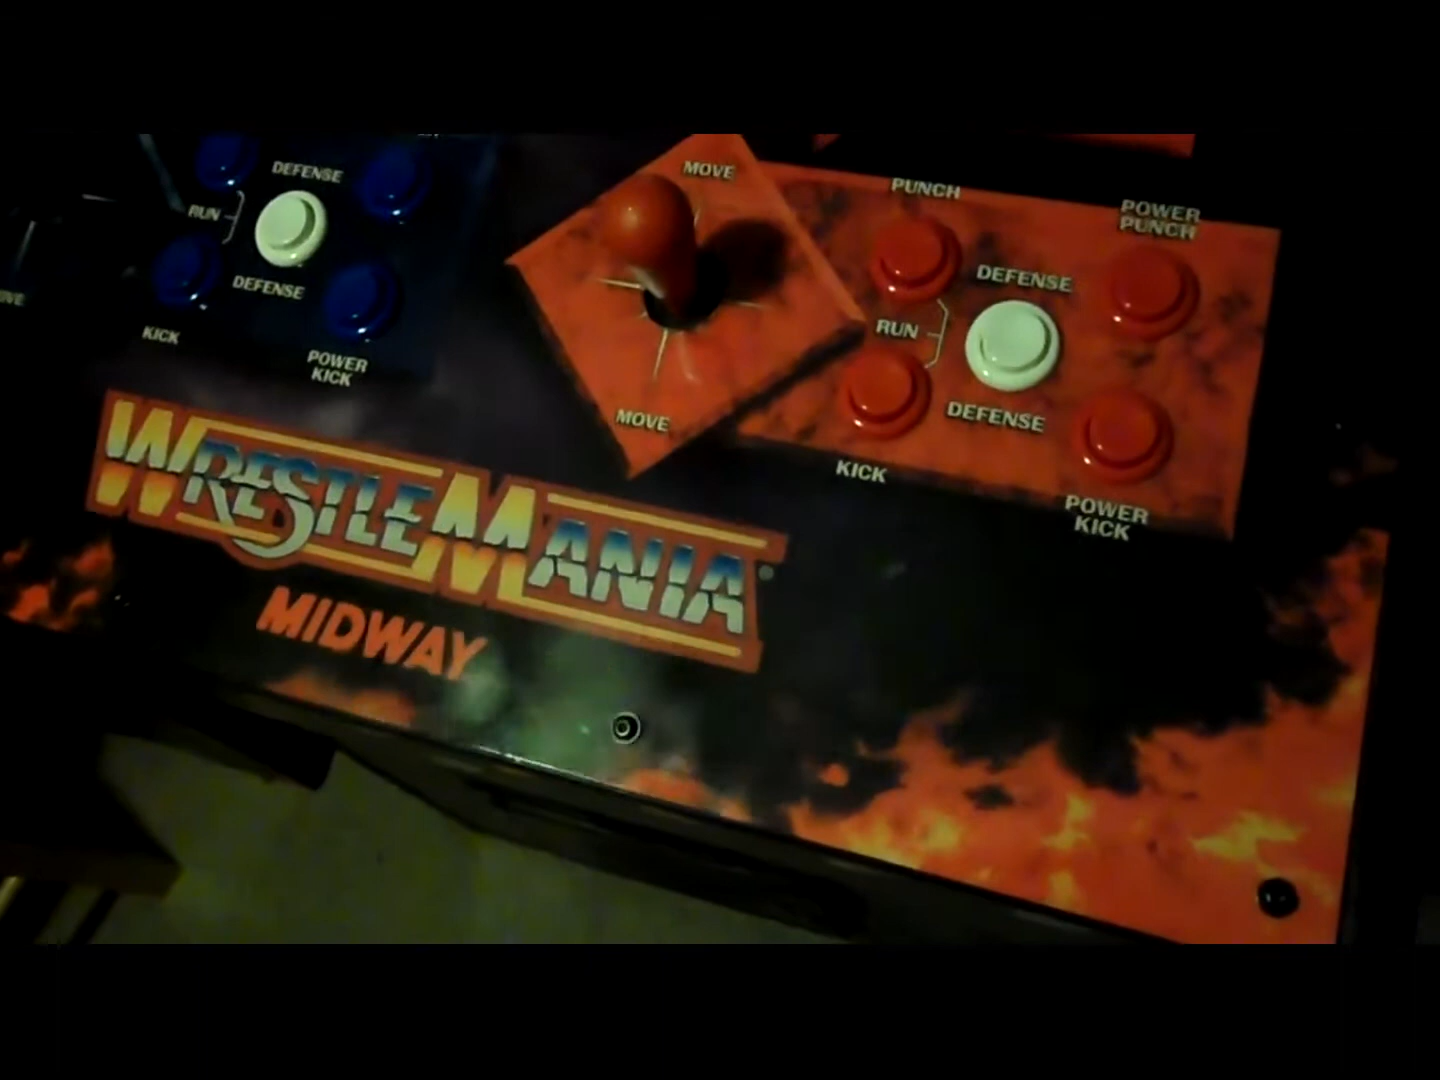 DEFENSE
RUN
DEFENSE
KICK
POWER
KICK
MOVE
MOVE
PUNCH
POWER
PUNCH
DEFENSE
RUN
DEFENSE
KICK
POWER
KICK
WRESTLEMANIA
MIDWAY